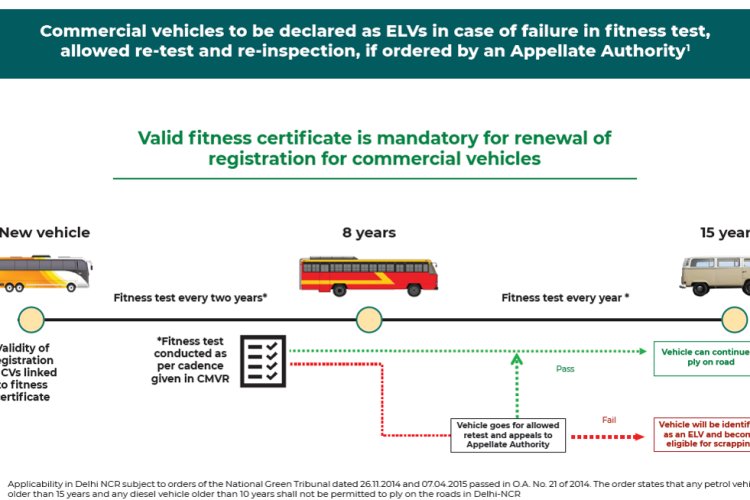 Commercial vehicles to be declared as ELVs in case of failure in fitness test,
allowed re-test and re-inspection, if ordered by an Appellate Authority¹
Valid fitness certificate is mandatory for renewal of
registration for commercial vehicles
New vehicle
8 years
15 year
Fitness test every two years*
Fitness test every year *
Validity of
egistration
CVs linked
to fitness
ertificate
*Fitness test
conducted as
per cadence
given in CMVR
Pass
Vehicle can continue
ply on road
Vehicle goes for allowed
retest and appeals to
Appellate Authority
Fail
Vehicle will be identif
as an ELV and becom
eligible for scrappin
Applicability in Delhi NCR subject to orders of the National Green Tribunal dated 26.11.2014 and 07.04.2015 passed in O.A. No. 21 of 2014. The order states that any petrol veh
older than 15 years and any diesel vehicle older than 10 years shall not be permitted to ply on the roads in Delhi-NCR